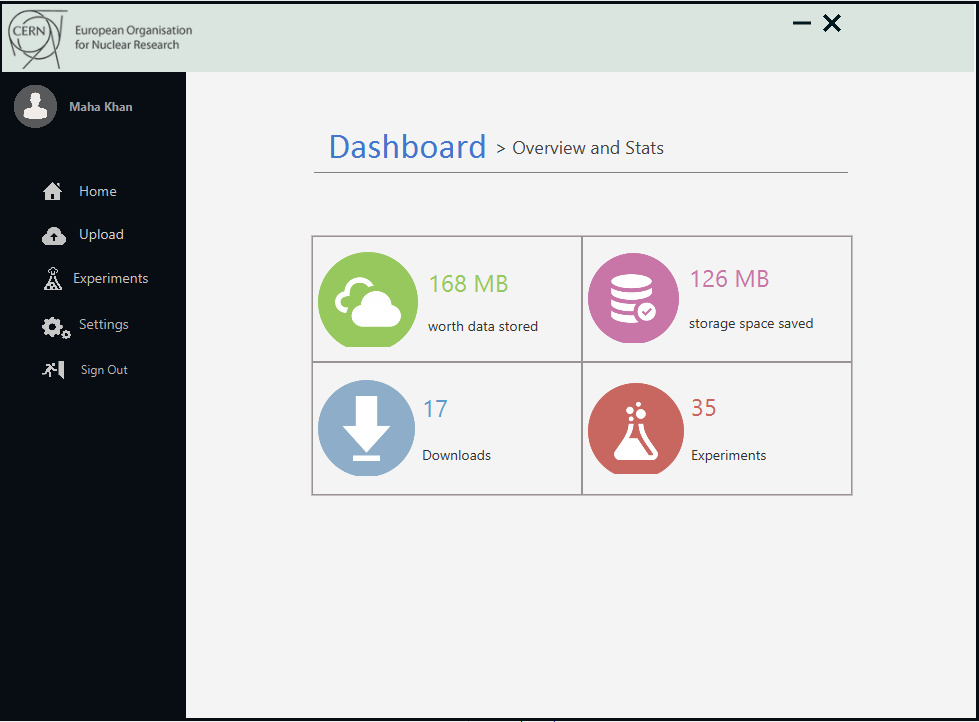 CERN
European Organisation
for Nuclear Research
Maha Khan
Home
Upload
Experiments
Settings
Sign Out
Dashboard > Overview and Stats
168 MB
worth data stored
126 MB
storage space saved
17
Downloads
35
Experiments